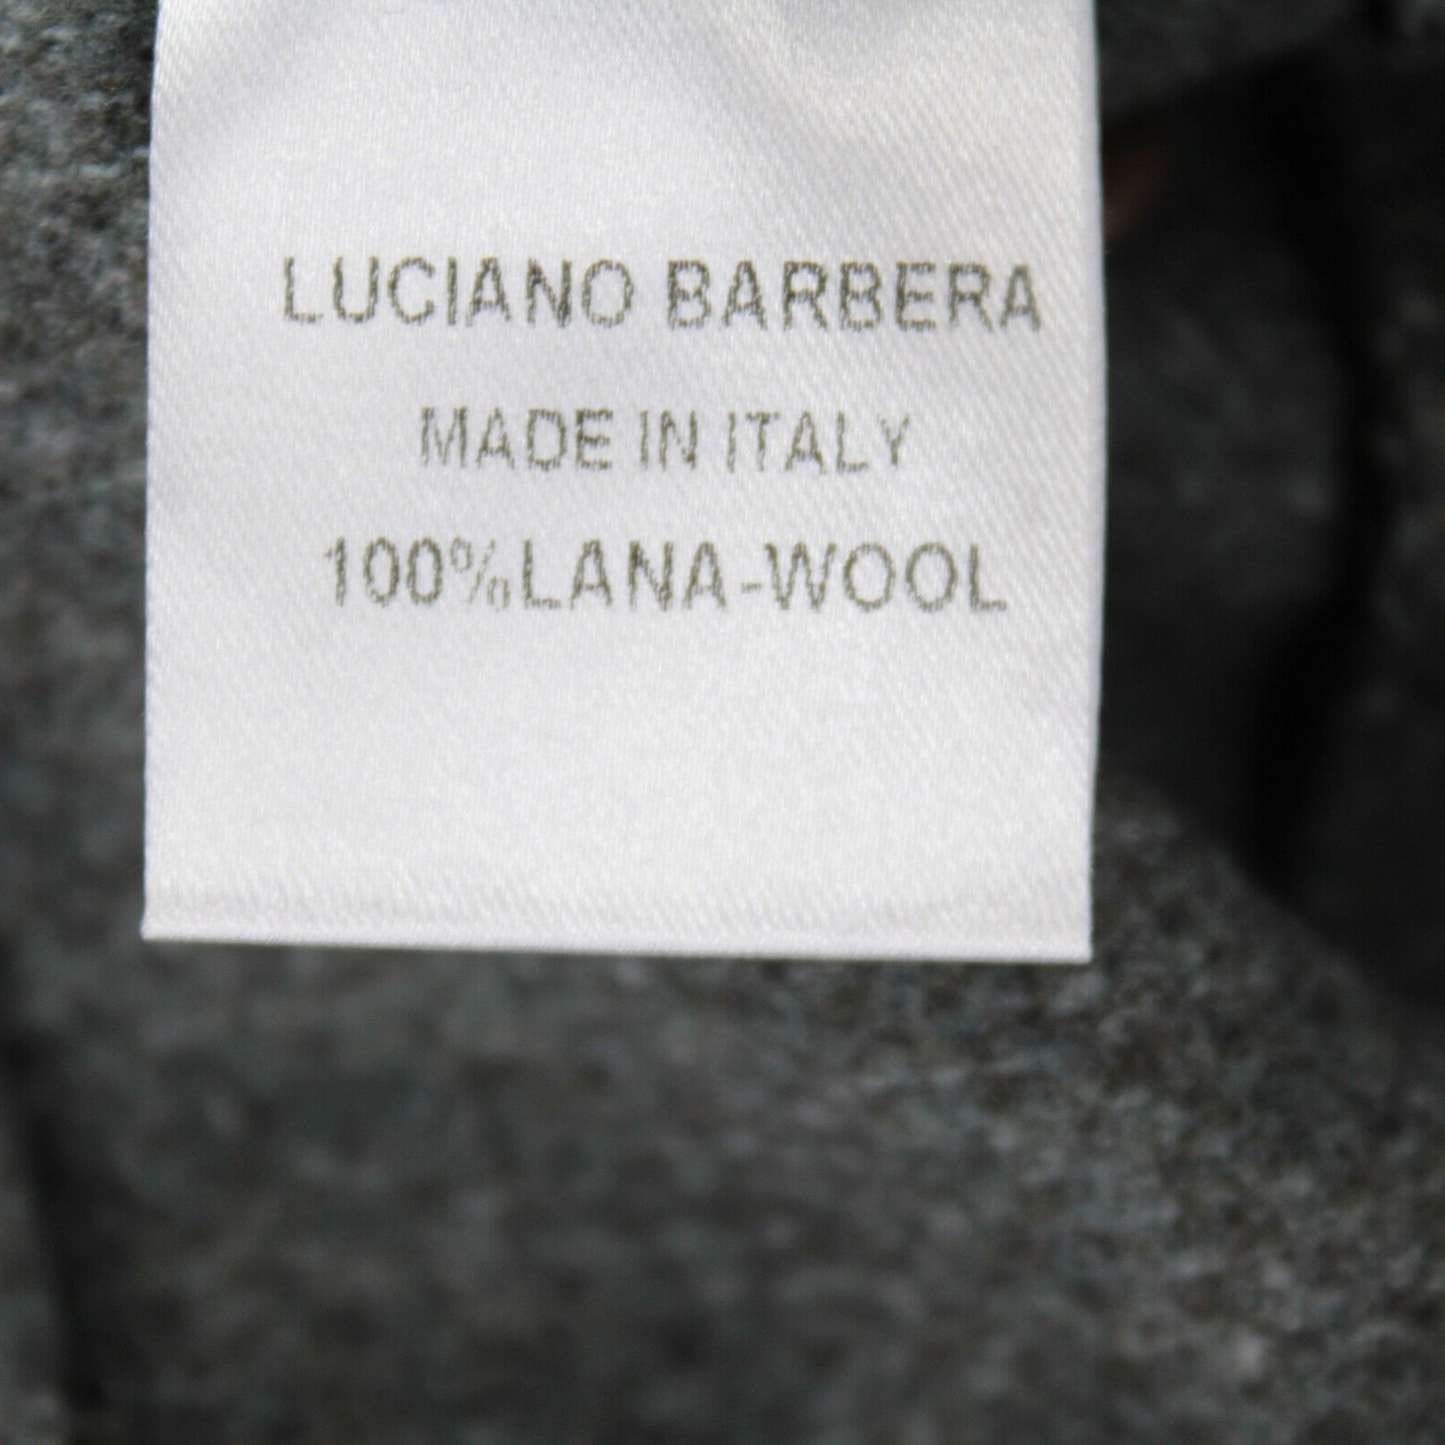 LUCIANO BARBERA
MADE IN ITALY
100%LANA-WOOL